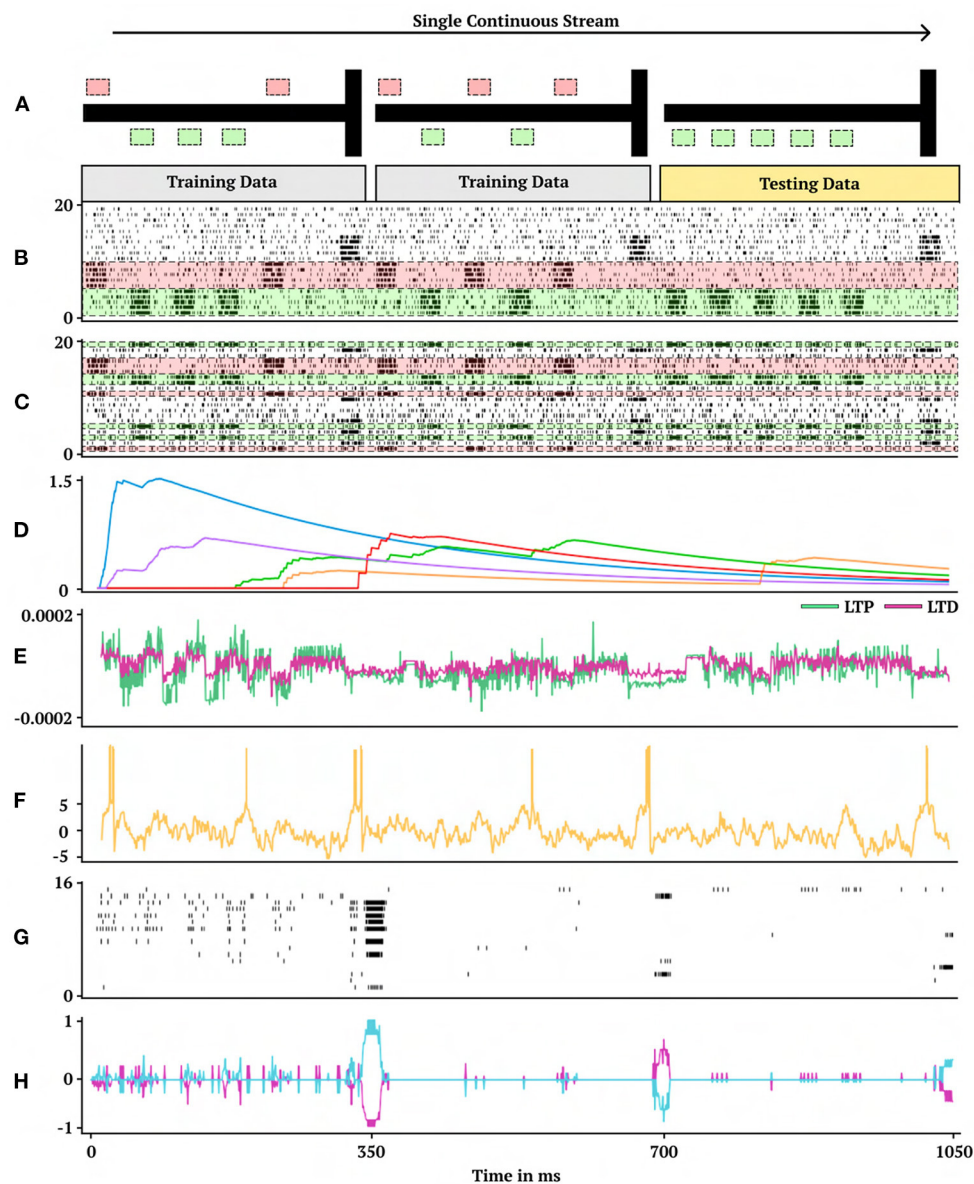 Single Continuous Stream
A
Training Data
Training Data
Testing Data
20
B
0
20
C
0
1.5
D
0
LTP
LTD
0.0002
E
-0.0002
F
5
0
-5
16
G
0
1
H
0
-1
0
350
700
1050
Time in ms